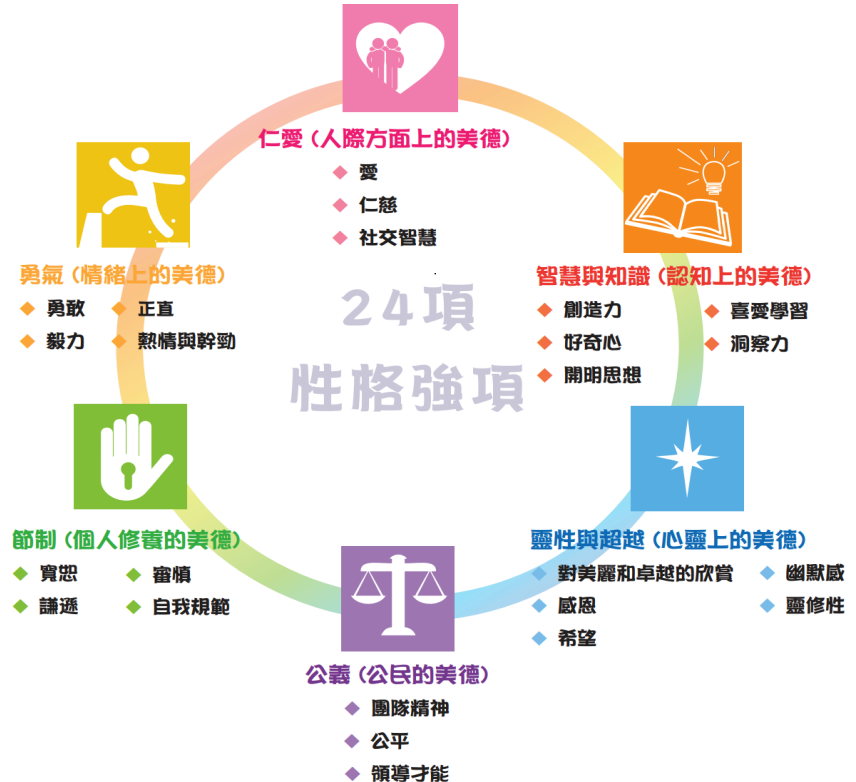 仁愛 (人際方面上的美德)
愛
仁慈
社交智慧
勇氣 (情緒上的美德)
勇敢
正直
毅力
熱情與幹勁
24項
性格強項
智慧與知識 (認知上的美德)
創造力
喜愛學習
好奇心
洞察力
開明思想
節制 (個人修養的美德)
寬恕
審慎
謙遜
自我規範
靈性與超越 (心靈上的美德)
對美麗和卓越的欣賞
幽默感
感恩
靈修性
希望
公義 (公民的美德)
團隊精神
公平
領導才能